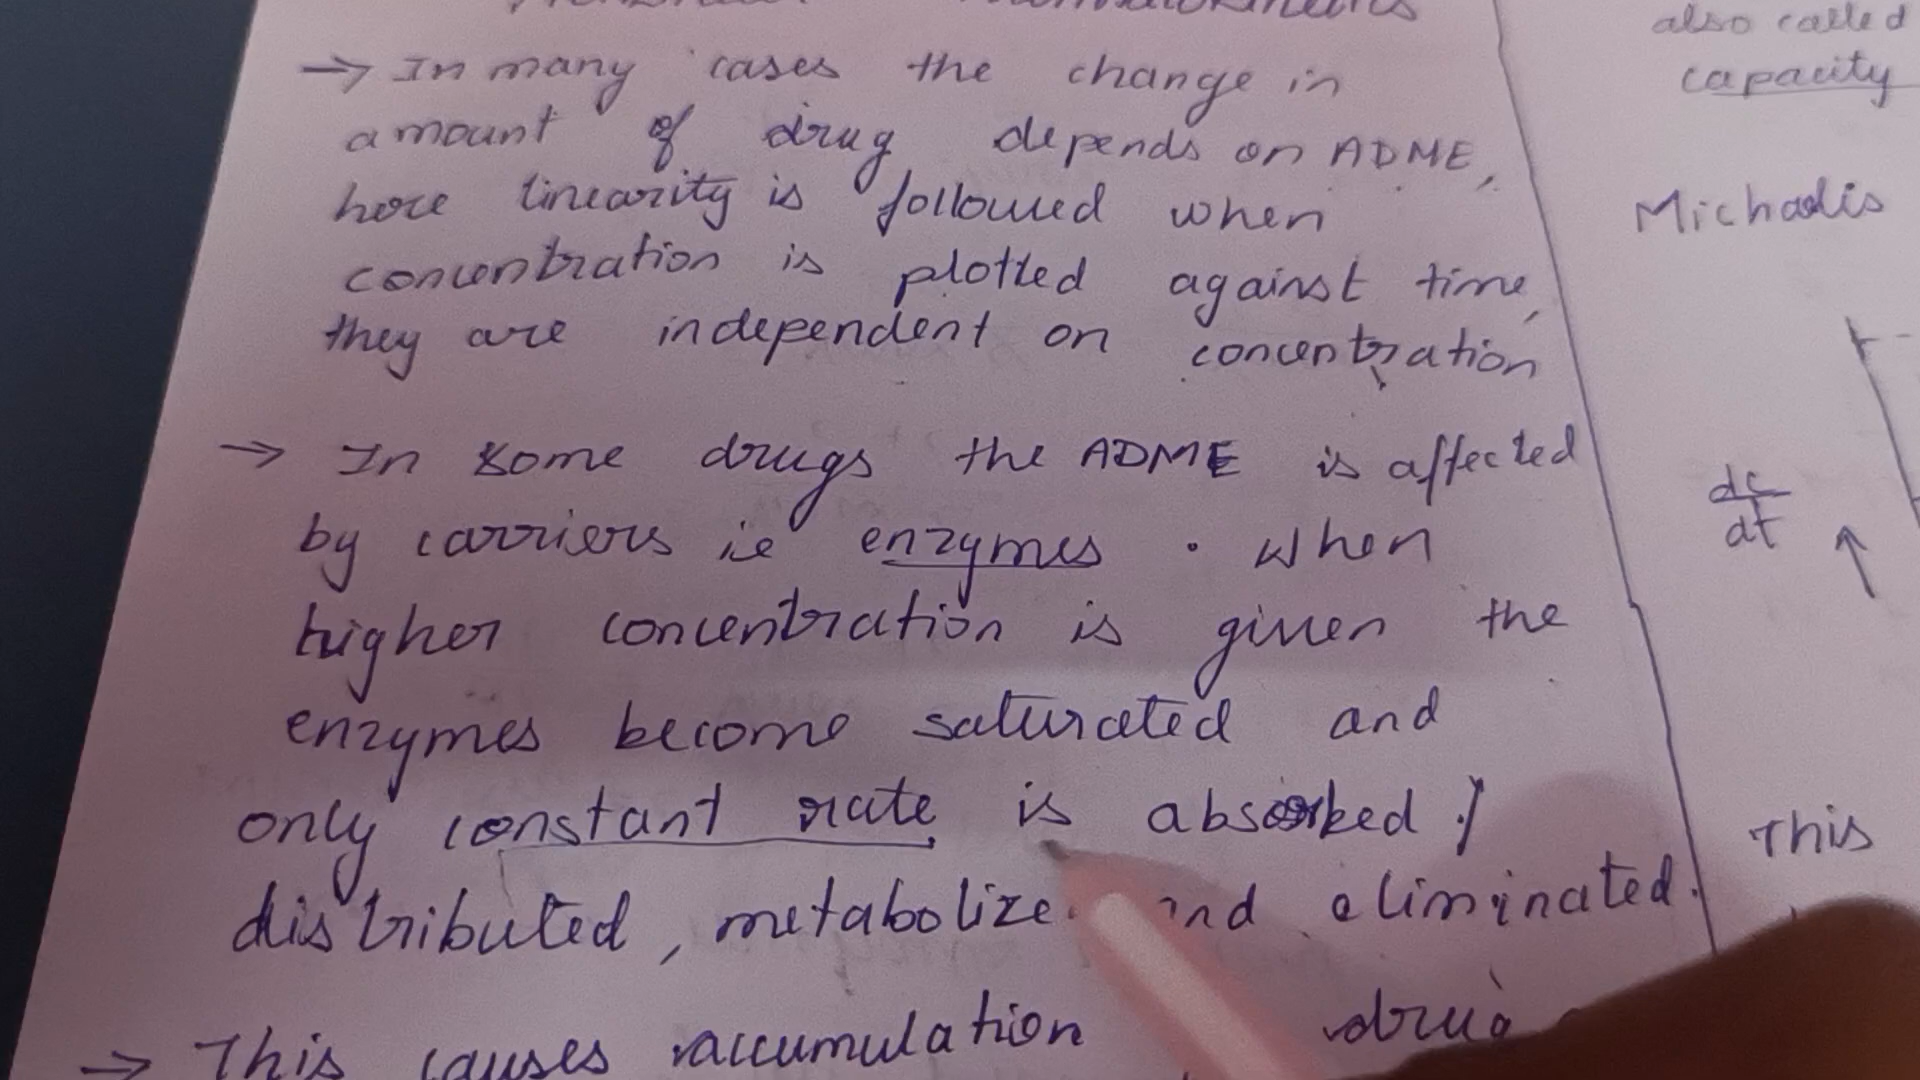 → In many cases the change in
amount of drug depends on ADME,
here linearity is followed when
concentration is plotted against time,
they are independent on concentration
→ In some drugs the ADME is affected
by carriers ie enzymes. When
higher concentration is given the
enzymes become saturated and
only constant rate is absorbed /
distributed, metabolize and eliminated.
→ This causes accumulation drug
also called
capacity
Michaelis
dc
dt
↑
This